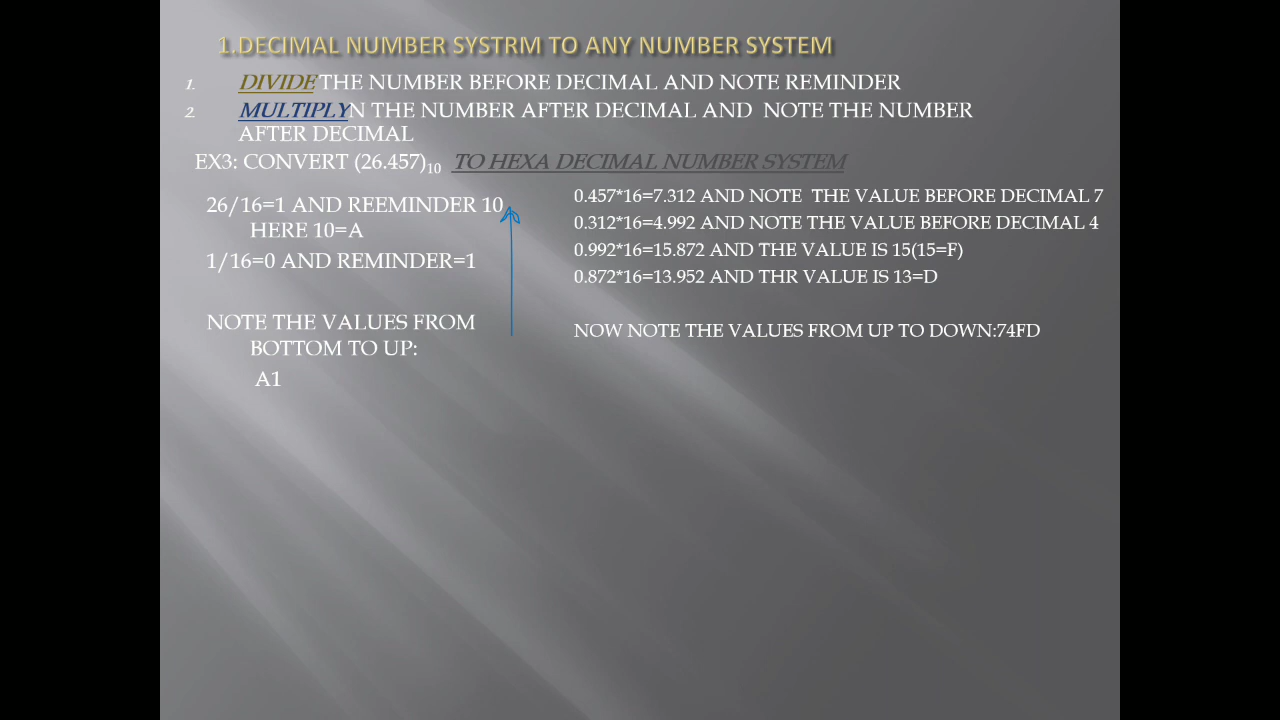 1.DECIMAL NUMBER SYSTRM TO ANY NUMBER SYSTEM
1. DIVIDE THE NUMBER BEFORE DECIMAL AND NOTE REMINDER
2. MULTIPLYN THE NUMBER AFTER DECIMAL AND NOTE THE NUMBER
AFTER DECIMAL
EX3: CONVERT (26.457)₁₀ TO HEXA DECIMAL NUMBER SYSTEM
26/16=1 AND REEMINDER 10
HERE 10=A
1/16=0 AND REMINDER=1
NOTE THE VALUES FROM
BOTTOM TO UP:
A1
0.457*16=7.312 AND NOTE THE VALUE BEFORE DECIMAL 7
0.312*16=4.992 AND NOTE THE VALUE BEFORE DECIMAL 4
0.992*16=15.872 AND THE VALUE IS 15(15=F)
0.872*16=13.952 AND THR VALUE IS 13=D
NOW NOTE THE VALUES FROM UP TO DOWN:74FD